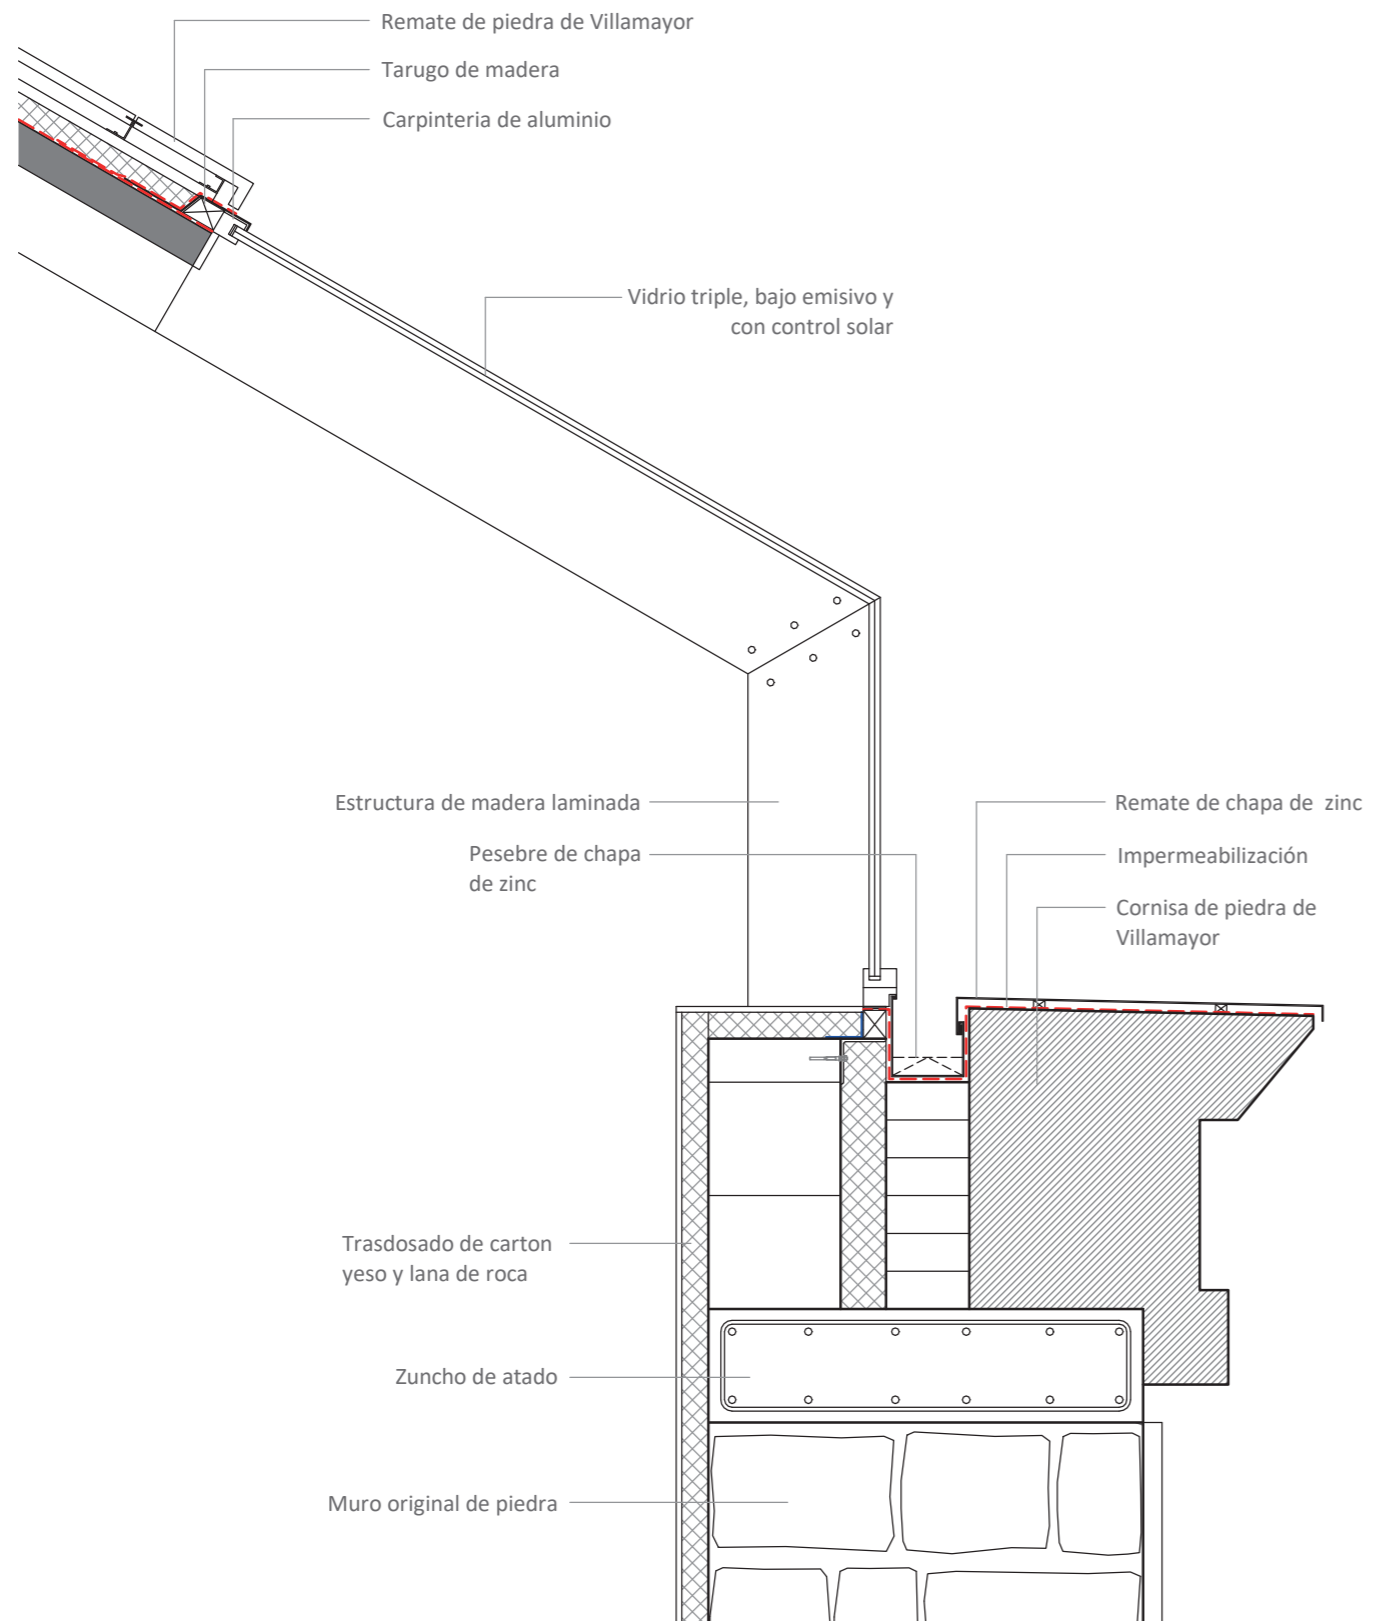 Remate de piedra de Villamayor
Tarugo de madera
Carpinteria de aluminio
Vidrio triple, bajo emisivo y
con control solar
Estructura de madera laminada
Pesebre de chapa
de zinc
Remate de chapa de zinc
Impermeabilización
Cornisa de piedra de
Villamayor
Trasdosado de carton
yeso y lana de roca
Zuncho de atado
Muro original de piedra